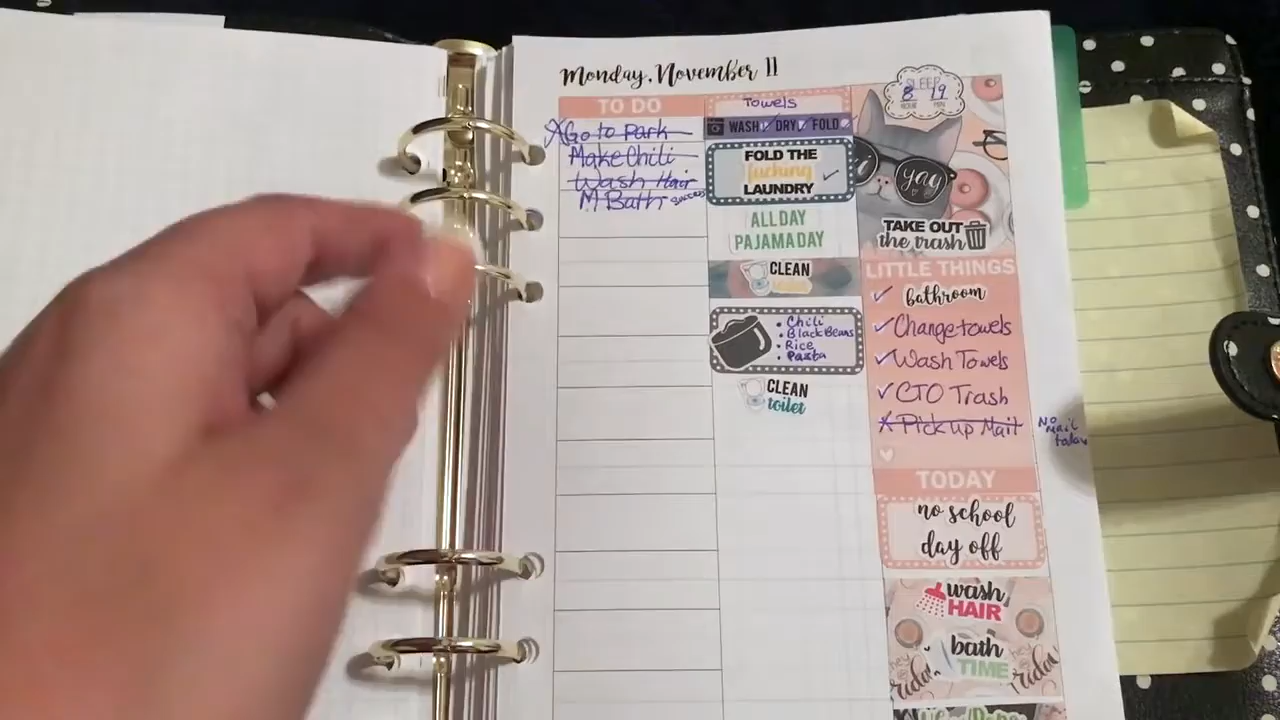 Monday, November 11
TO DO
X Go to Park
Make Chili
Wash Hair
M Bath success
Towels
WASH DRY FOLD
FOLD THE
fucking
LAUNDRY
ALL DAY
PAJAMA DAY
CLEAN
• Chili
• Black Beans
• Rice
• Pasta
CLEAN
toilet
SLEEP
8 19
HOUR MIN
yay
TAKE OUT
the trash
LITTLE THINGS
bathroom
Change towels
Wash Towels
CTO Trash
X Pick up Mail
No
Mail
today
TODAY
no school
day off
wash
HAIR
bath
TIME